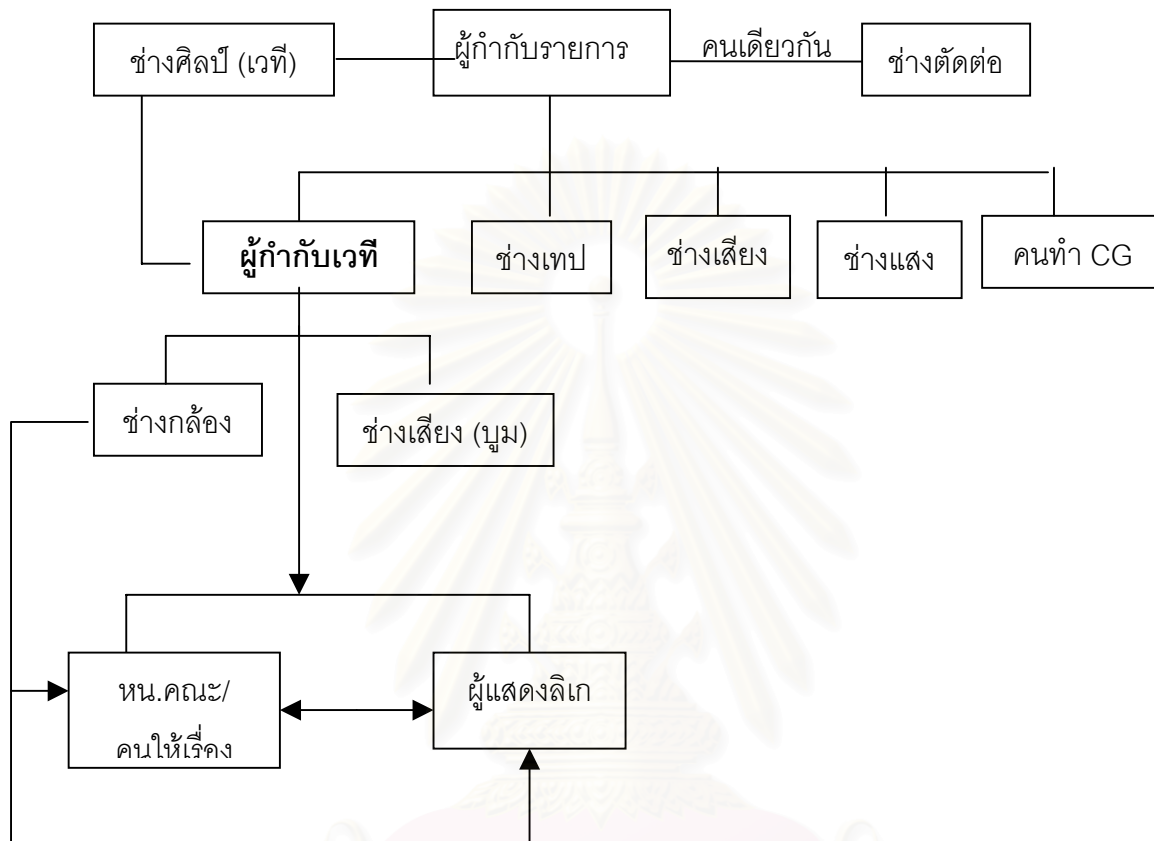 ช่างศิลป์ (เวที)
ผู้กำกับรายการ
คนเดียวกัน
ช่างตัดต่อ
ผู้กำกับเวที
ช่างเทป
ช่างเสียง
ช่างแสง
คนทำ CG
ช่างกล้อง
ช่างเสียง (บูม)
หน.คณะ/
คนให้เรื่อง
ผู้แสดงลิเก